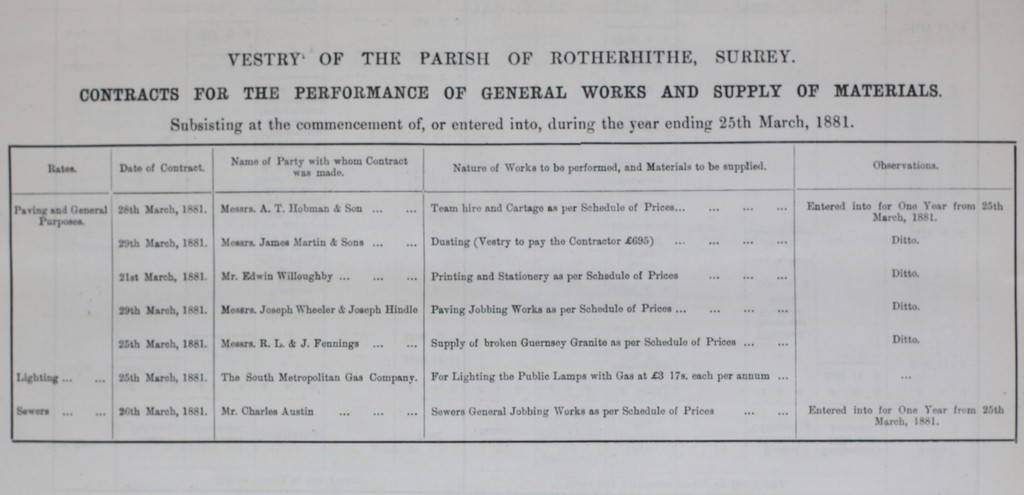 VESTRY OF THE PARISH OF ROTHERHITHE, SURREY.
CONTRACTS FOR THE PERFORMANCE OF GENERAL WORKS AND SUPPLY OF MATERIALS.
Subsisting at the commencement of, or entered into, during the year ending 25th March, 1881.
Rates. Date of Contract. Name of Party with whom Contract was made. Nature of Works to be performed, and Materials to be supplied. Observations.
Paving and General Purposes. 28th March, 1881. Messrs. A. T. Hobman & Son ... ... Team hire and Cartage as per Schedule of Prices... ... ... ... Entered into for One Year from 25th March, 1881.
29th March, 1881. Messrs. James Martin & Sons ... ... Dusting (Vestry to pay the Contractor £695) ... ... ... ... Ditto.
21st March, 1881. Mr. Edwin Willoughby ... ... ... Printing and Stationery as per Schedule of Prices ... ... ... Ditto.
29th March, 1881. Messrs. Joseph Wheeler & Joseph Hindle Paving Jobbing Works as per Schedule of Prices ... ... ... ... Ditto.
25th March, 1881. Messrs. R. L. & J. Fennings ... ... Supply of broken Guernsey Granite as per Schedule of Prices ... ... Ditto.
Lighting ... ... 25th March, 1881. The South Metropolitan Gas Company. For Lighting the Public Lamps with Gas at £3 17s. each per annum ... ...
Sewers ... ... 26th March, 1881. Mr. Charles Austin ... ... ... Sewers General Jobbing Works as per Schedule of Prices ... ... Entered into for One Year from 25th March, 1881.